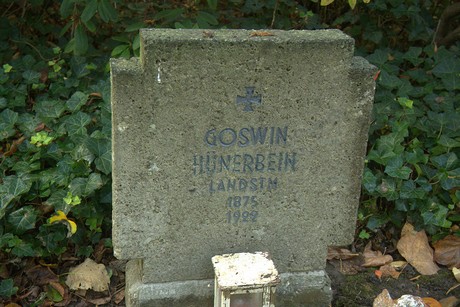 GOSWIN
HÜNERBEIN
LANDSTM
1875
1922